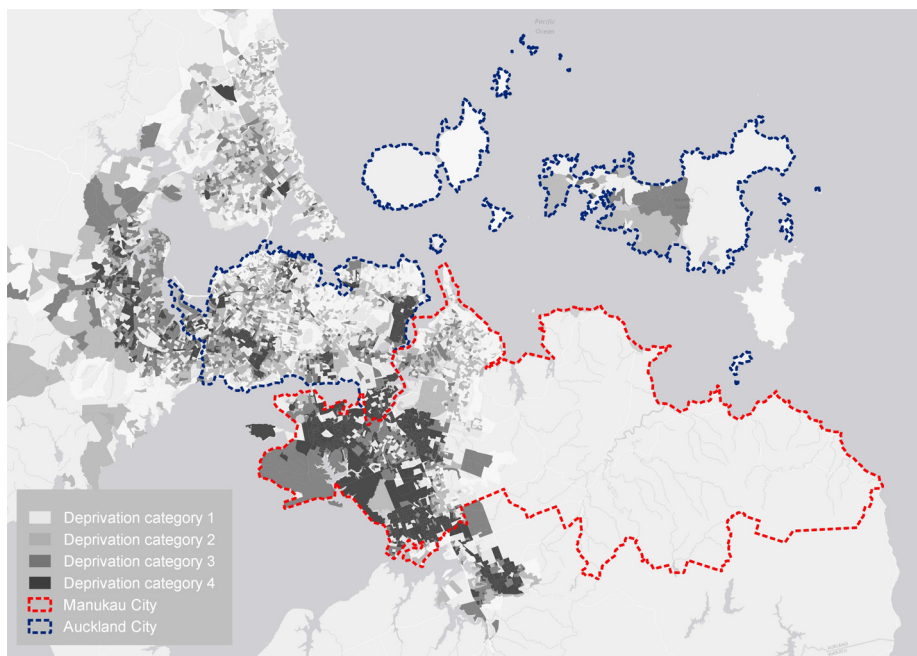 Pacific
Ocean
Deprivation category 1
Deprivation category 2
Deprivation category 3
Deprivation category 4
Manukau City
Auckland City